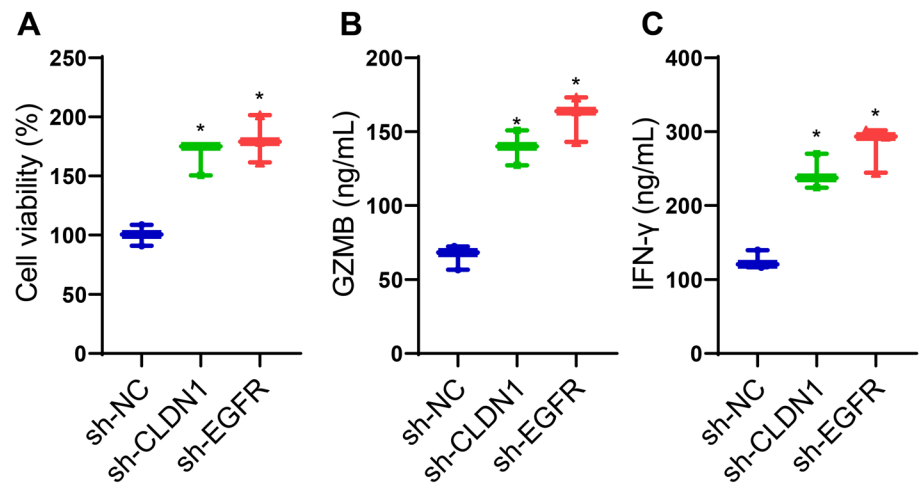 A
Cell viability (%)
250
200
150
100
50
0
*
*
sh-NC
sh-CLDN1
sh-EGFR
B
GZMB (ng/mL)
200
150
100
50
0
*
*
sh-NC
sh-CLDN1
sh-EGFR
C
IFN-γ (ng/mL)
400
300
200
100
0
*
*
sh-NC
sh-CLDN1
sh-EGFR